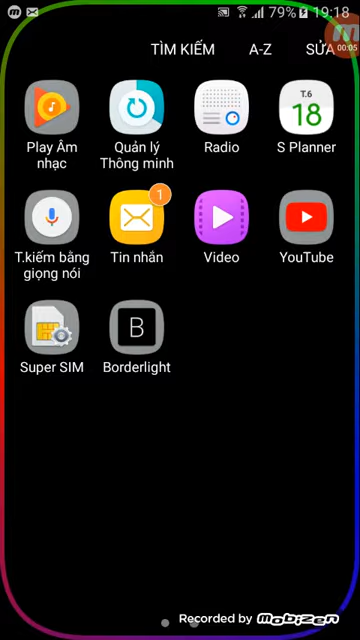 79% 19:18
TÌM KIẾM A-Z SỬA
00:05
Play Âm nhạc
Quản lý Thông minh
Radio
T.6
18
S Planner
T.kiếm bằng giọng nói
1
Tin nhắn
Video
YouTube
Super SIM
B
Borderlight
Recorded by Mobizen